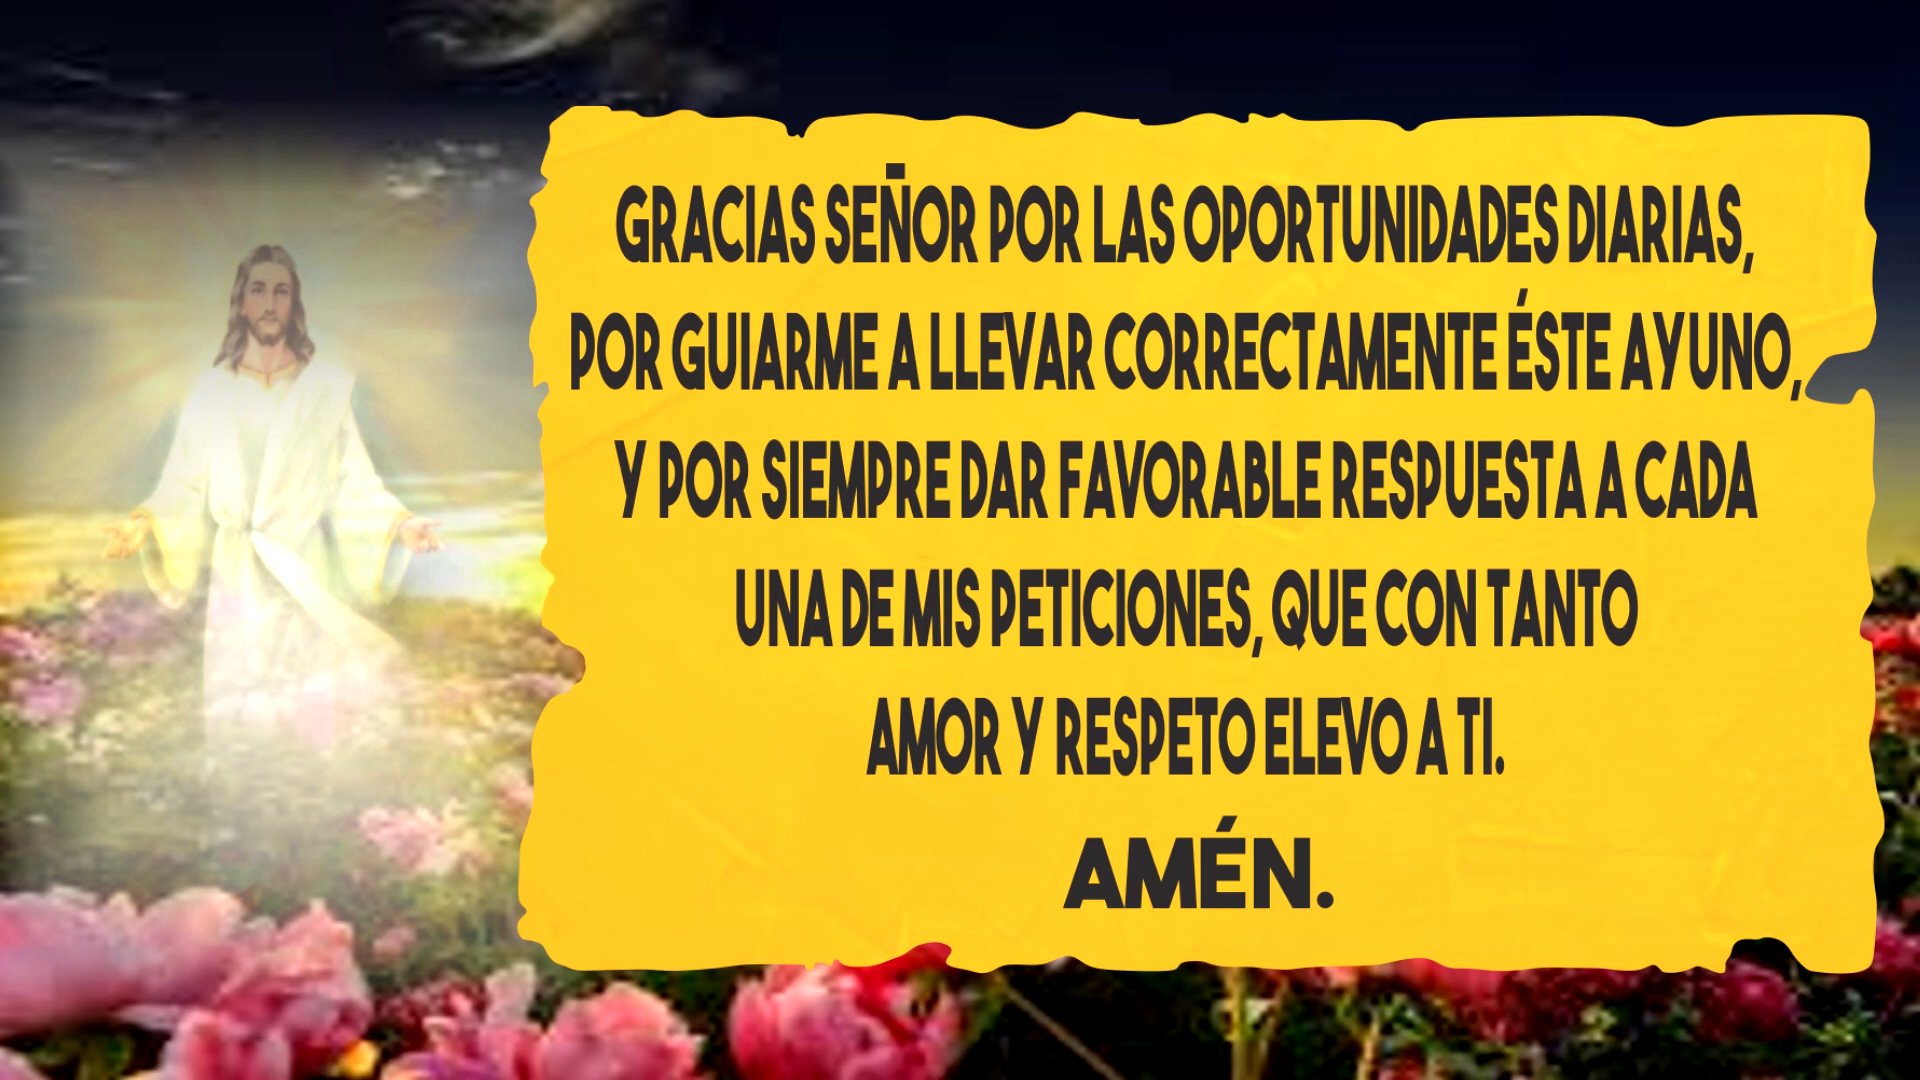 GRACIAS SEÑOR POR LAS OPORTUNIDADES DIARIAS,
POR GUIARME A LLEVAR CORRECTAMENTE ÉSTE AYUNO,
Y POR SIEMPRE DAR FAVORABLE RESPUESTA A CADA
UNA DE MIS PETICIONES, QUE CON TANTO
AMOR Y RESPETO ELEVO A TI.
AMÉN.